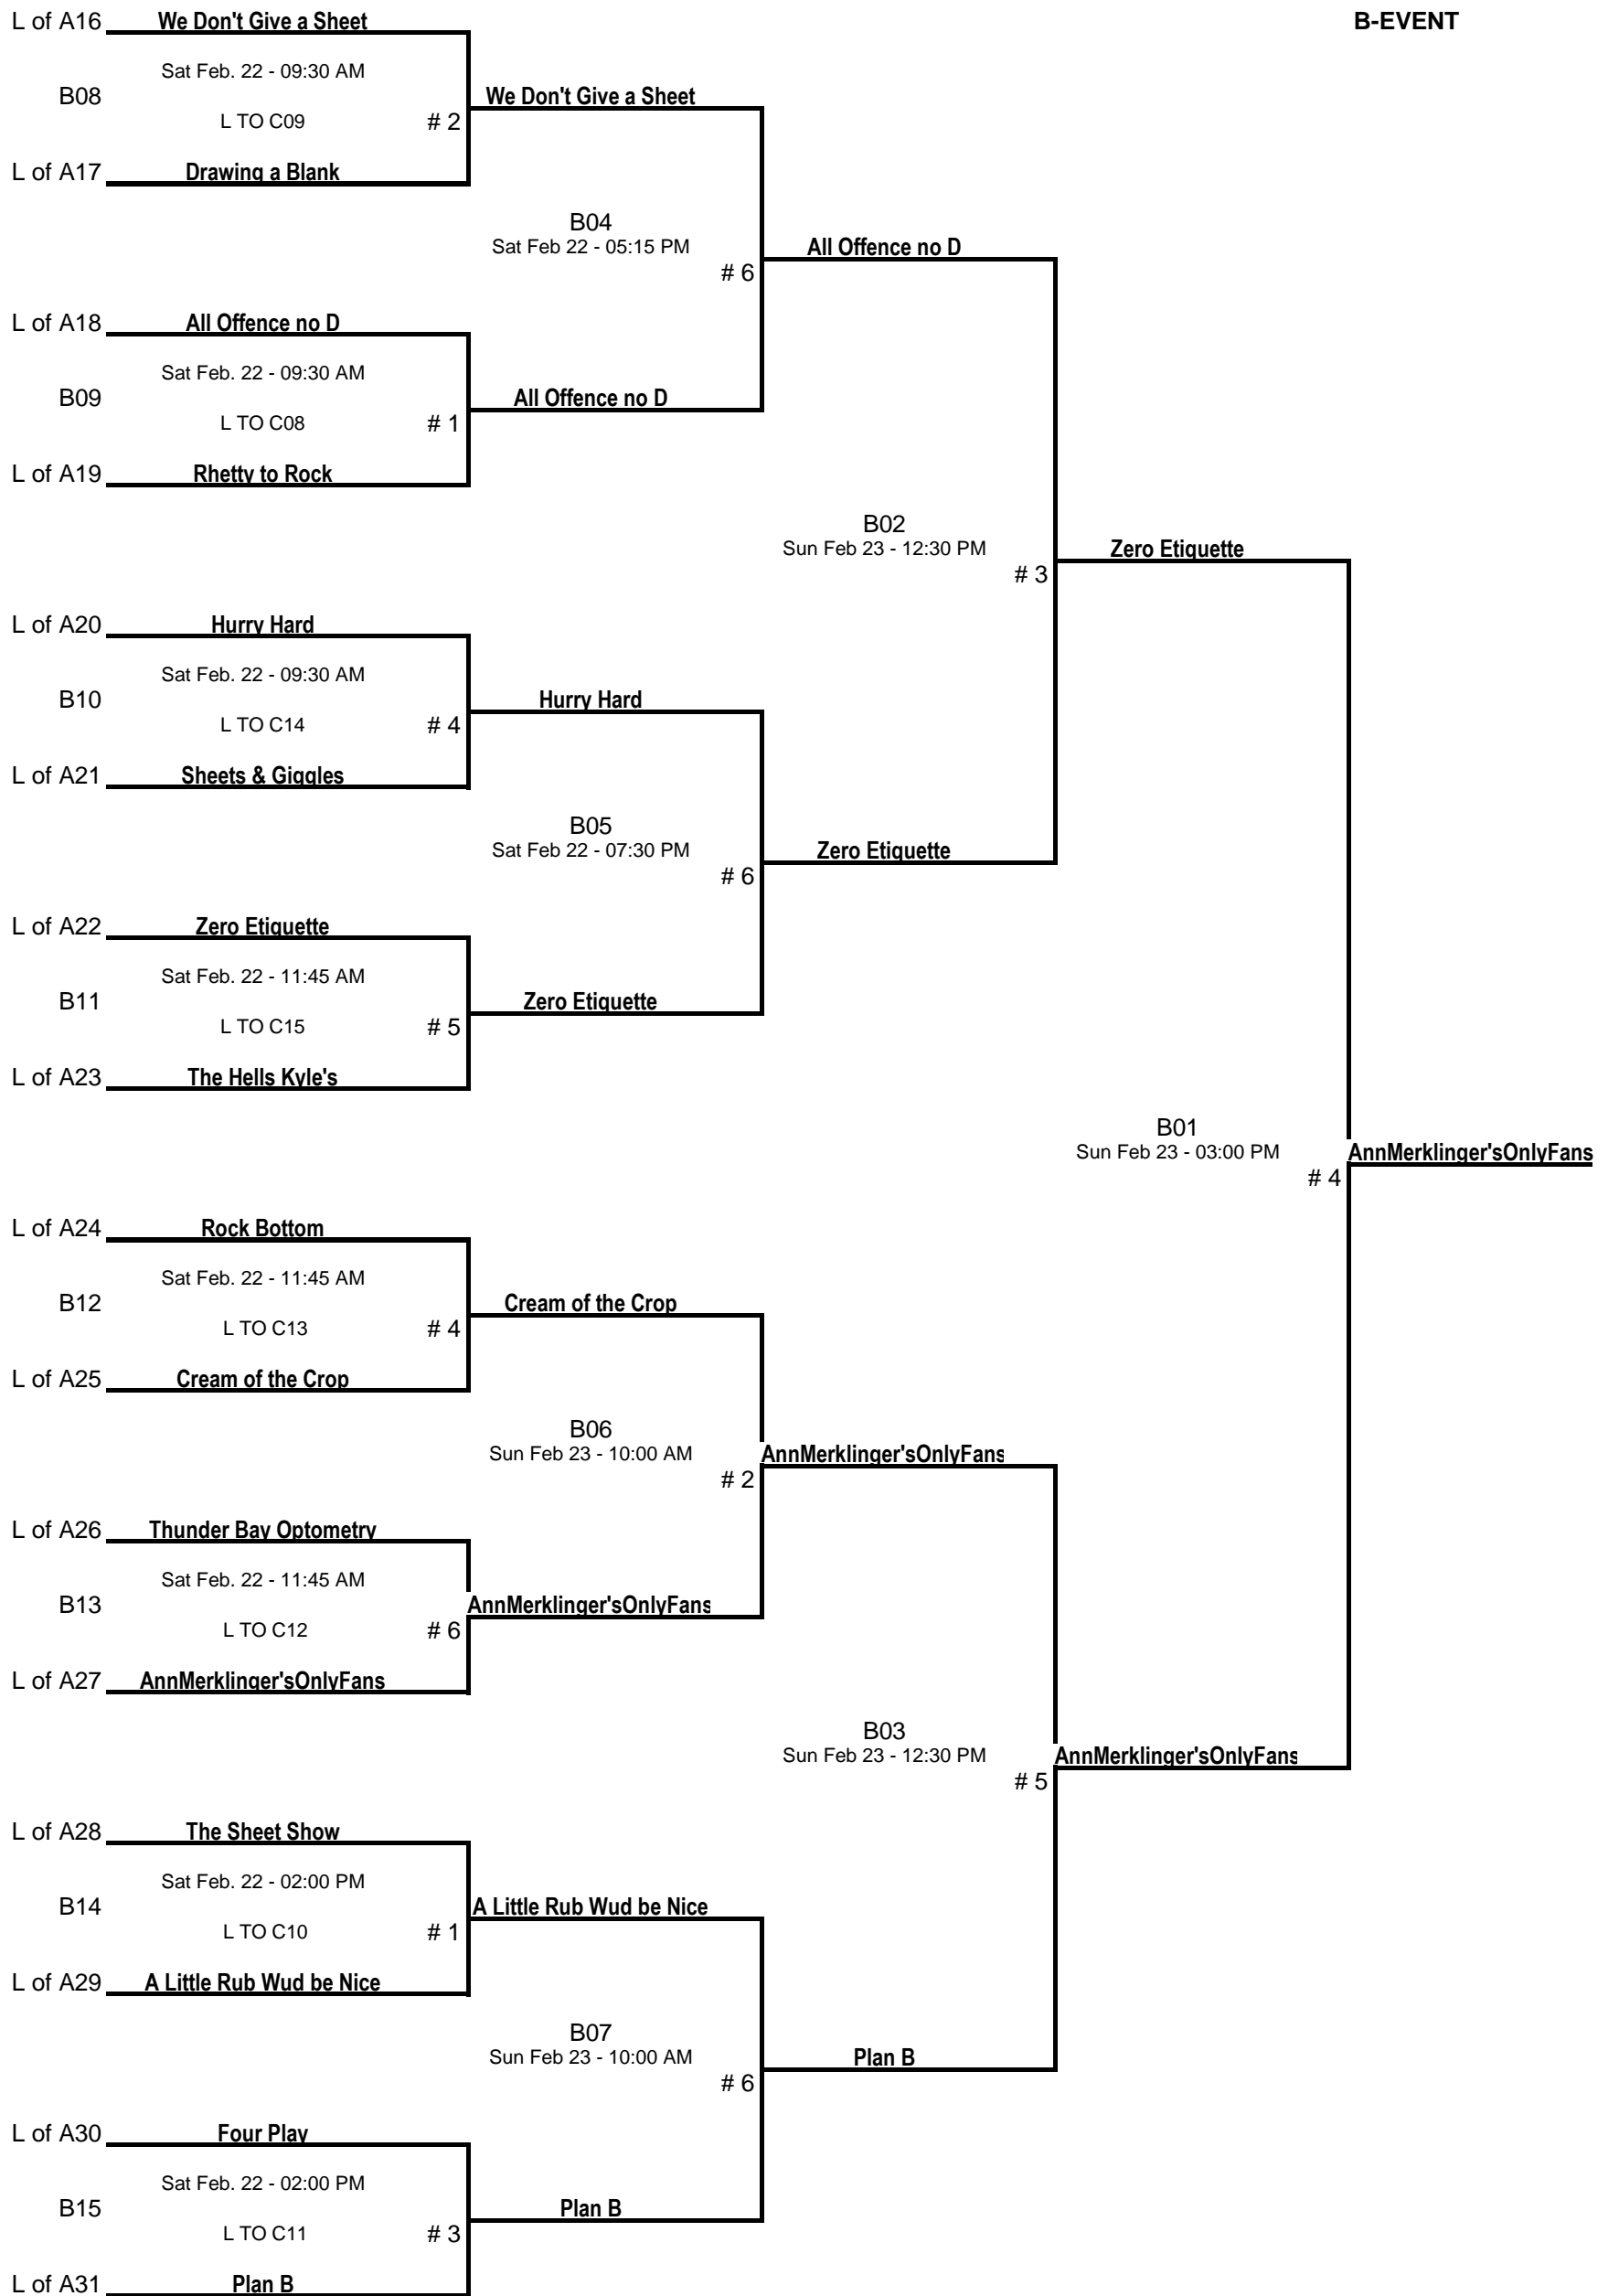 L of A16 We Don't Give a Sheet B-EVENT
Sat Feb. 22 - 09:30 AM
B08 We Don't Give a Sheet
L TO C09 # 2
L of A17 Drawing a Blank
B04
Sat Feb 22 - 05:15 PM All Offence no D
# 6
L of A18 All Offence no D
Sat Feb. 22 - 09:30 AM
B09 All Offence no D
L TO C08 # 1
L of A19 Rhetty to Rock
B02
Sun Feb 23 - 12:30 PM Zero Etiquette
# 3
L of A20 Hurry Hard
Sat Feb. 22 - 09:30 AM
B10 Hurry Hard
L TO C14 # 4
L of A21 Sheets & Giggles
B05
Sat Feb 22 - 07:30 PM Zero Etiquette
# 6
L of A22 Zero Etiquette
Sat Feb. 22 - 11:45 AM
B11 Zero Etiquette
L TO C15 # 5
L of A23 The Hells Kyle's
B01
Sun Feb 23 - 03:00 PM AnnMerklinger'sOnlyFans
# 4
L of A24 Rock Bottom
Sat Feb. 22 - 11:45 AM
B12 Cream of the Crop
L TO C13 # 4
L of A25 Cream of the Crop
B06
Sun Feb 23 - 10:00 AM AnnMerklinger'sOnlyFans
# 2
L of A26 Thunder Bay Optometry
Sat Feb. 22 - 11:45 AM
B13 AnnMerklinger'sOnlyFans
L TO C12 # 6
L of A27 AnnMerklinger'sOnlyFans
B03
Sun Feb 23 - 12:30 PM AnnMerklinger'sOnlyFans
# 5
L of A28 The Sheet Show
Sat Feb. 22 - 02:00 PM
B14 A Little Rub Wud be Nice
L TO C10 # 1
L of A29 A Little Rub Wud be Nice
B07
Sun Feb 23 - 10:00 AM Plan B
# 6
L of A30 Four Play
Sat Feb. 22 - 02:00 PM
B15 Plan B
L TO C11 # 3
L of A31 Plan B